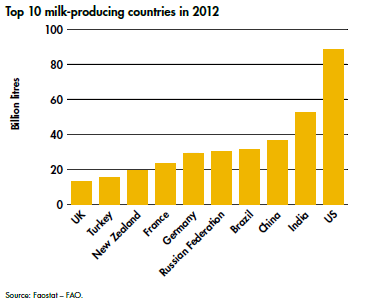 Top 10 milk-producing countries in 2012
Billion litres
100
80
60
40
20
0
UK
Turkey
New Zealand
France
Germany
Russian Federation
Brazil
China
India
US
Source: Faostat – FAO.